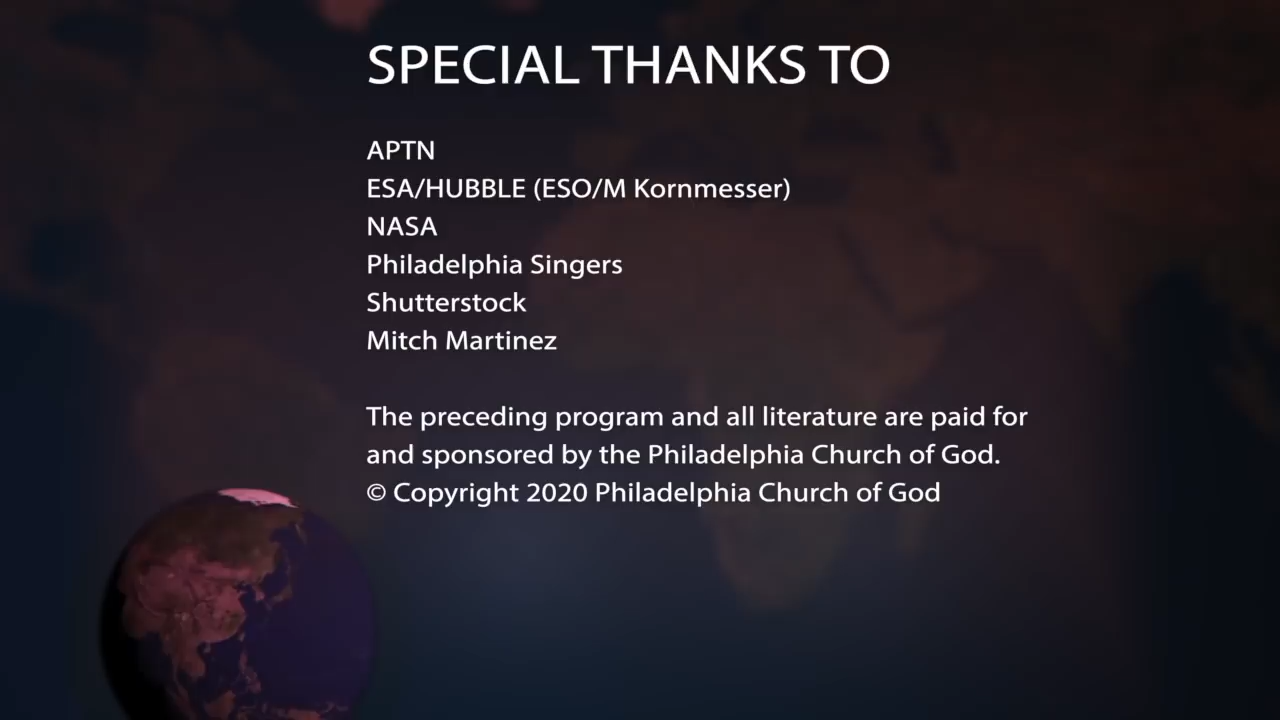 SPECIAL THANKS TO
APTN
ESA/HUBBLE (ESO/M Kornmesser)
NASA
Philadelphia Singers
Shutterstock
Mitch Martinez
The preceding program and all literature are paid for
and sponsored by the Philadelphia Church of God.
© Copyright 2020 Philadelphia Church of God